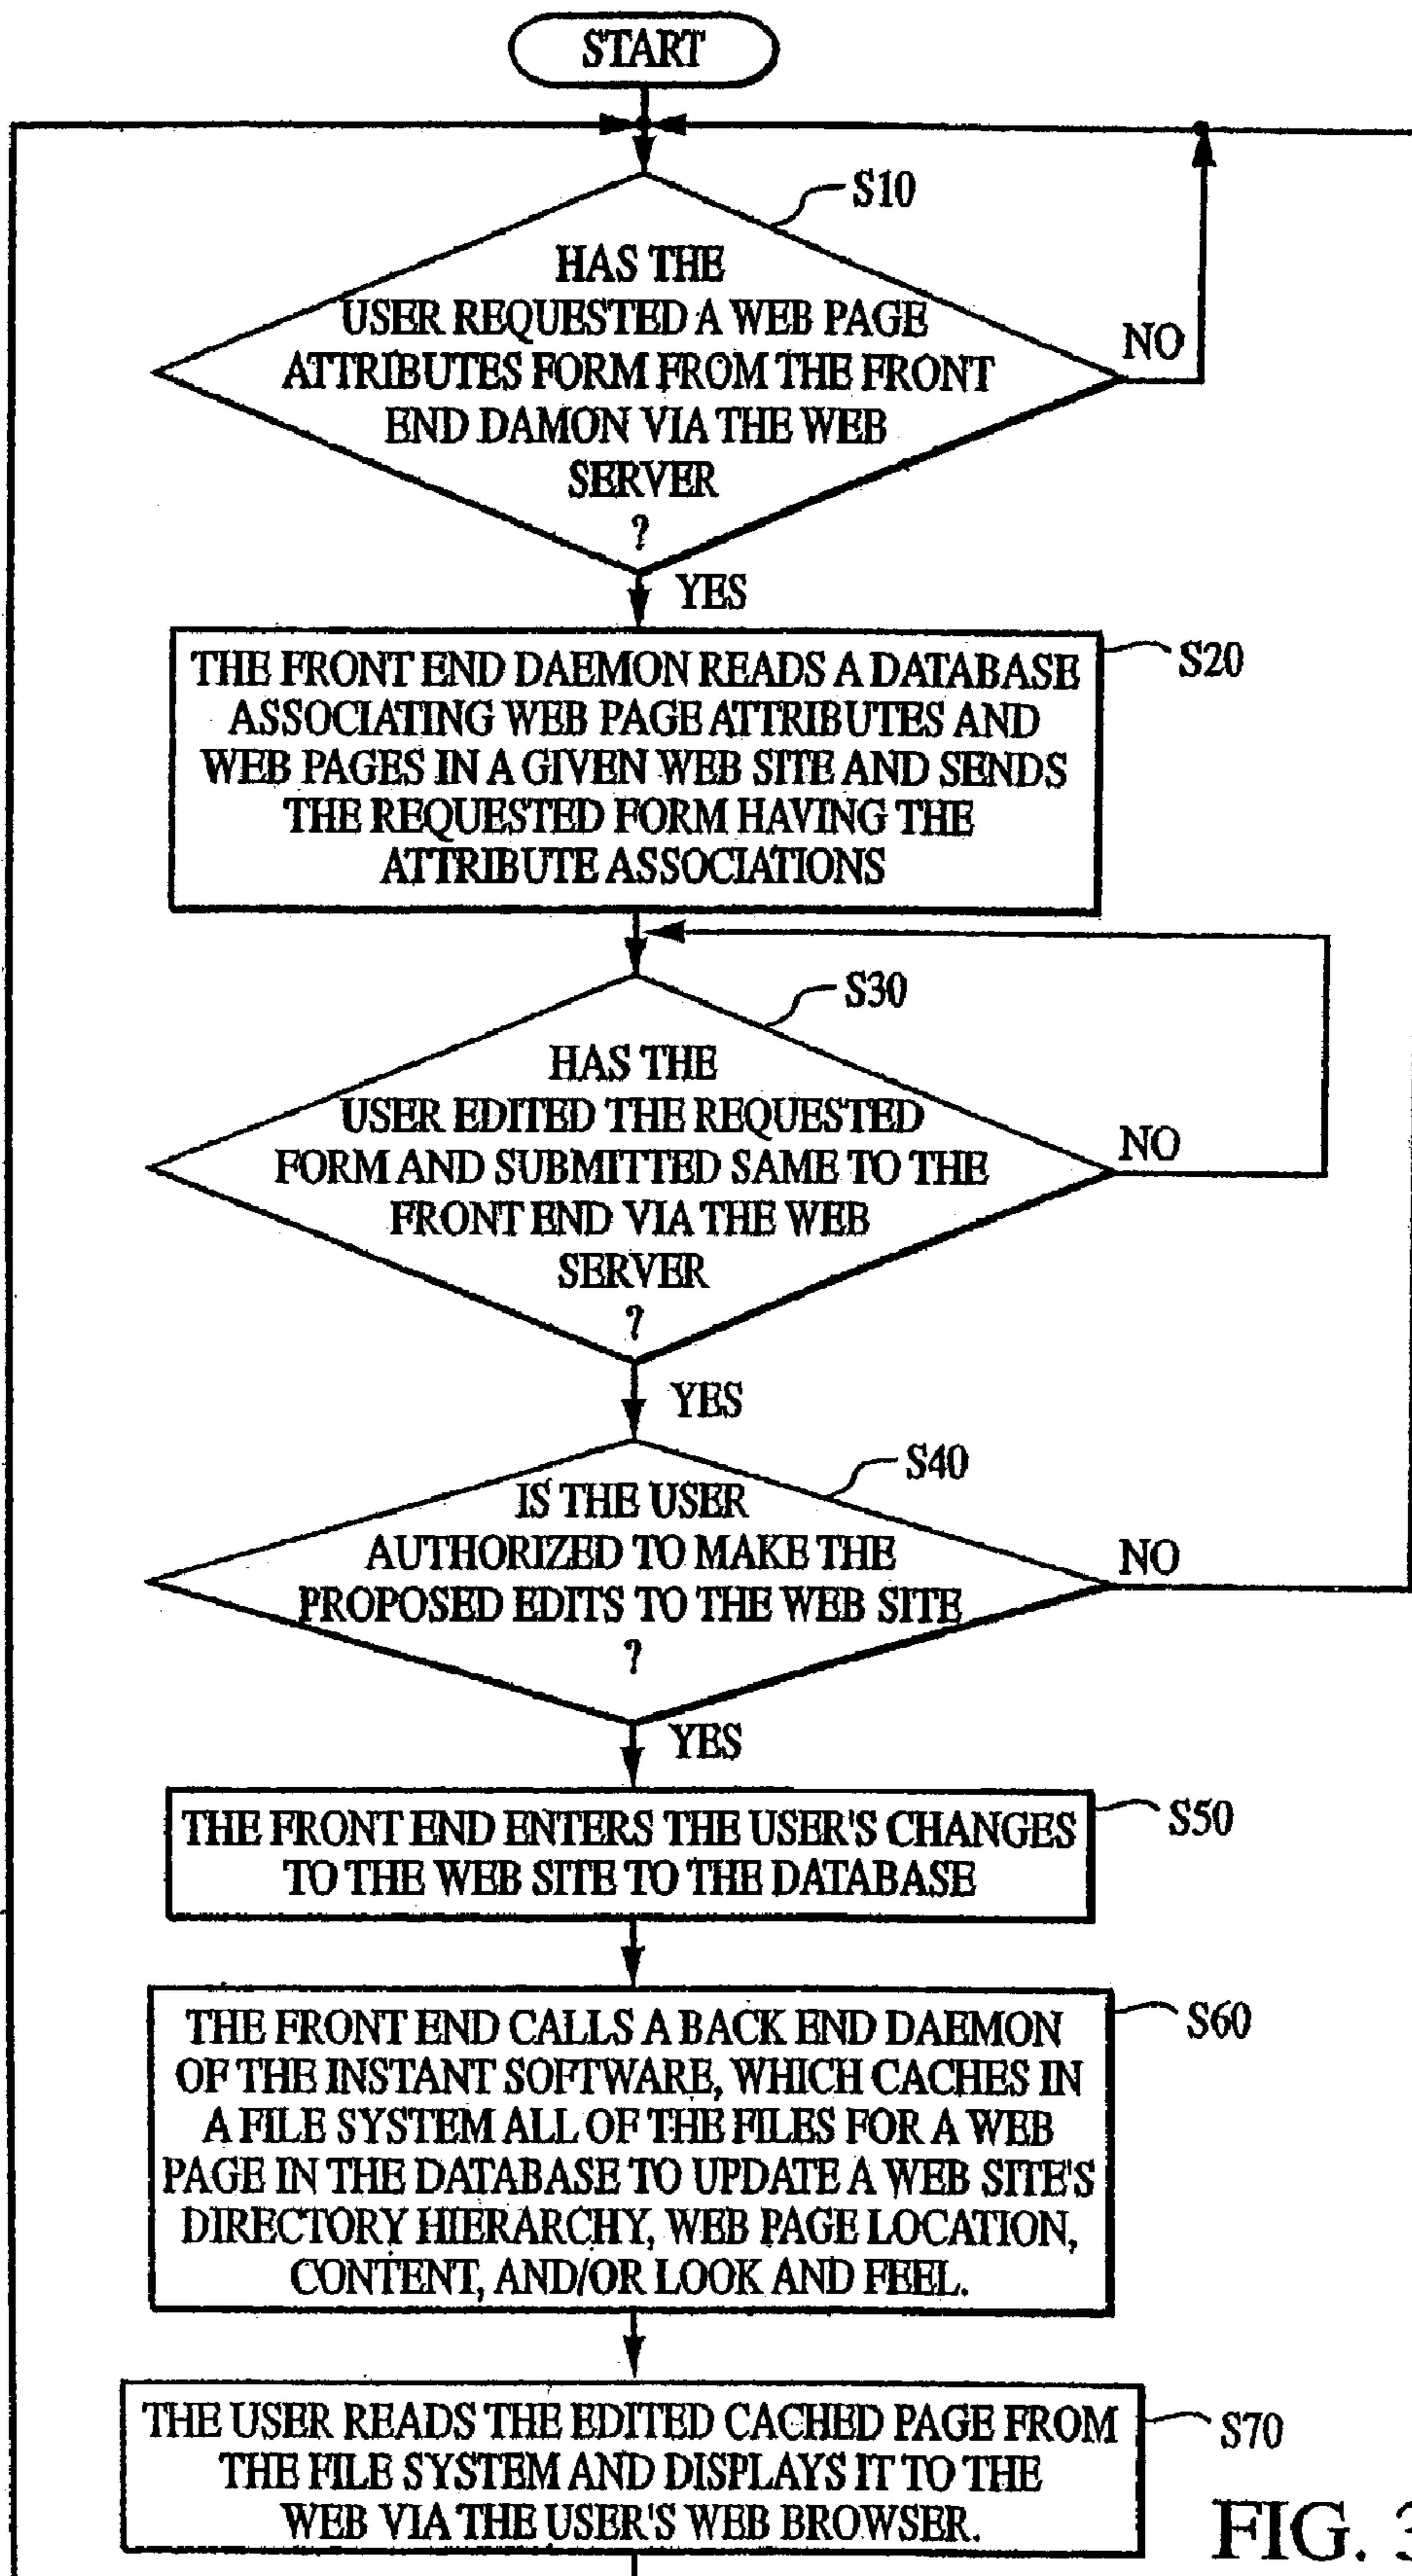 START
S10
HAS THE
USER REQUESTED A WEB PAGE
ATTRIBUTES FORM FROM THE FRONT
END DAMON VIA THE WEB
SERVER
?
NO
YES
S20
THE FRONT END DAEMON READS A DATABASE
ASSOCIATING WEB PAGE ATTRIBUTES AND
WEB PAGES IN A GIVEN WEB SITE AND SENDS
THE REQUESTED FORM HAVING THE
ATTRIBUTE ASSOCIATIONS
S30
HAS THE
USER EDITED THE REQUESTED
FORM AND SUBMITTED SAME TO THE
FRONT END VIA THE WEB
SERVER
?
NO
YES
S40
IS THE USER
AUTHORIZED TO MAKE THE
PROPOSED EDITS TO THE WEB SITE
?
NO
YES
S50
THE FRONT END ENTERS THE USER'S CHANGES
TO THE WEB SITE TO THE DATABASE
S60
THE FRONT END CALLS A BACK END DAEMON
OF THE INSTANT SOFTWARE, WHICH CACHES IN
A FILE SYSTEM ALL OF THE FILES FOR A WEB
PAGE IN THE DATABASE TO UPDATE A WEB SITE'S
DIRECTORY HIERARCHY, WEB PAGE LOCATION,
CONTENT, AND/OR LOOK AND FEEL.
S70
THE USER READS THE EDITED CACHED PAGE FROM
THE FILE SYSTEM AND DISPLAYS IT TO THE
WEB VIA THE USER'S WEB BROWSER.
FIG. 3